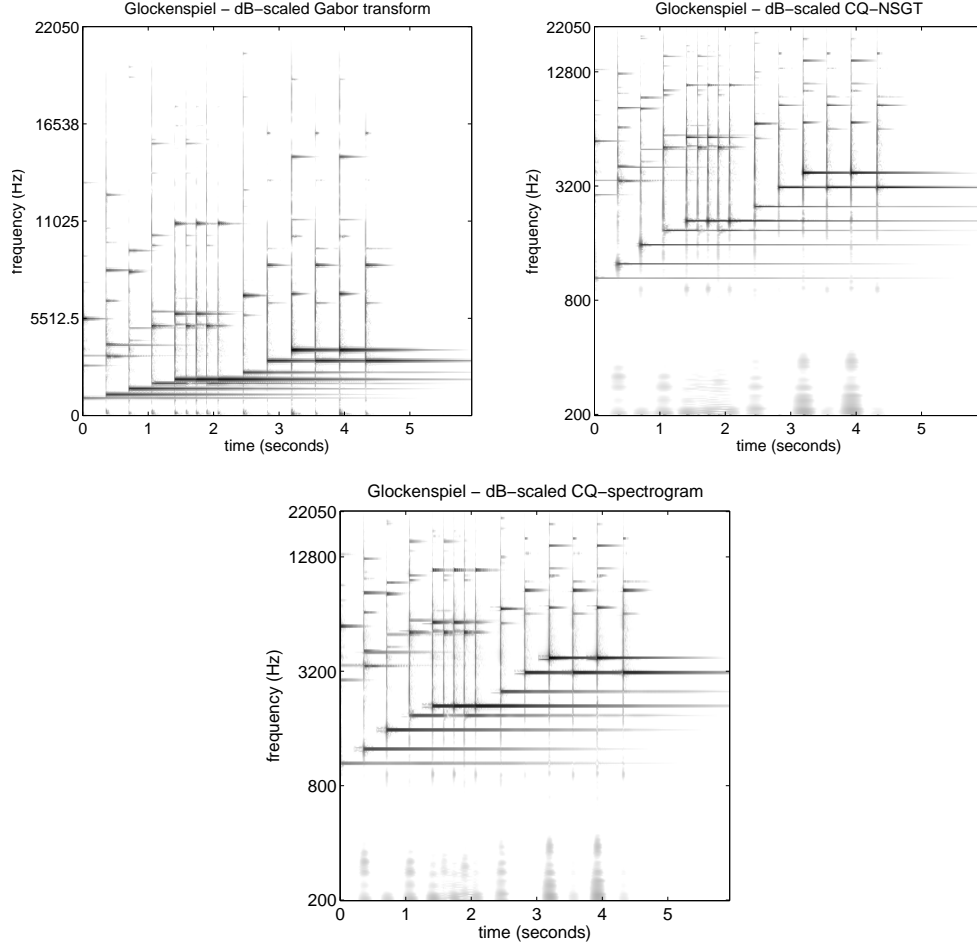 Glockenspiel – dB–scaled Gabor transform
22050
16538
11025
5512.5
0
frequency (Hz)
0 1 2 3 4 5
time (seconds)
Glockenspiel – dB–scaled CQ–NSGT
22050
12800
3200
800
200
frequency (Hz)
0 1 2 3 4 5
time (seconds)
Glockenspiel – dB–scaled CQ–spectrogram
22050
12800
3200
800
200
frequency (Hz)
0 1 2 3 4 5
time (seconds)